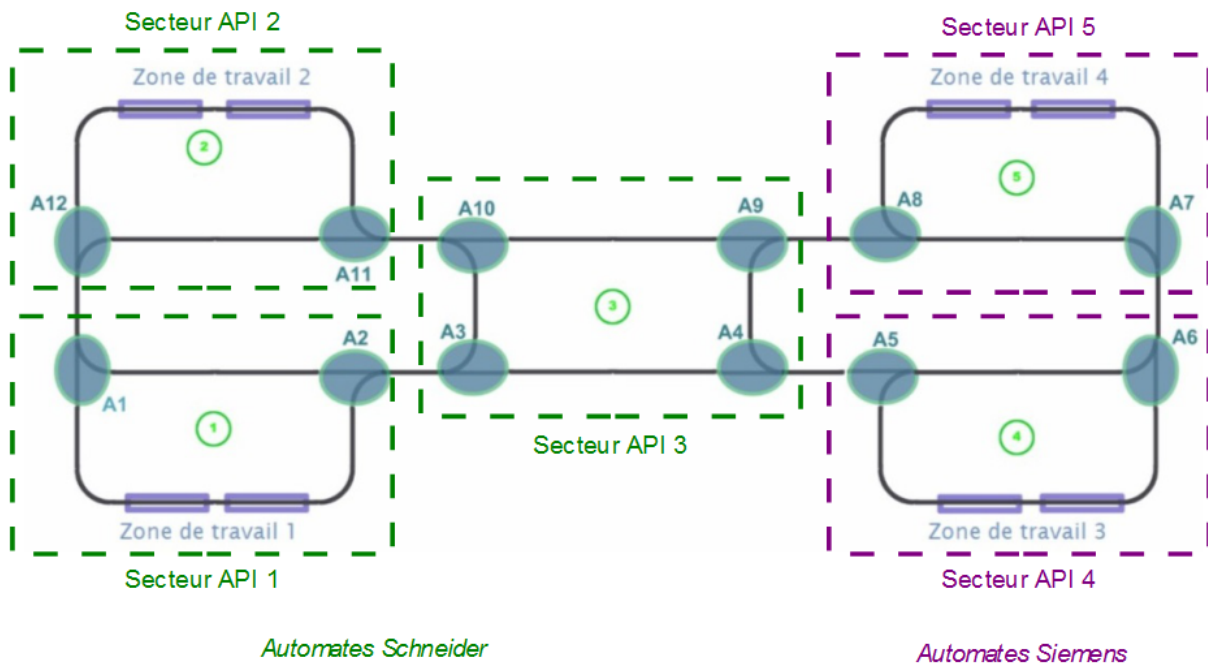 Secteur API 2
Secteur API 5
Zone de travail 2
Zone de travail 4
2
5
A12
A11
A10
A9
A8
A7
3
A1
A2
A3
A4
A5
A6
1
4
Secteur API 3
Zone de travail 1
Zone de travail 3
Secteur API 1
Secteur API 4
Automates Schneider
Automates Siemens